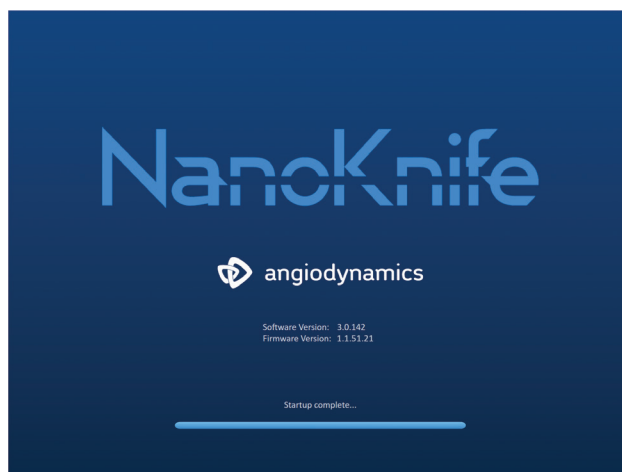 NanoKnife
angiodynamics
Software Version: 3.0.142
Firmware Version: 1.1.51.21
Startup complete...